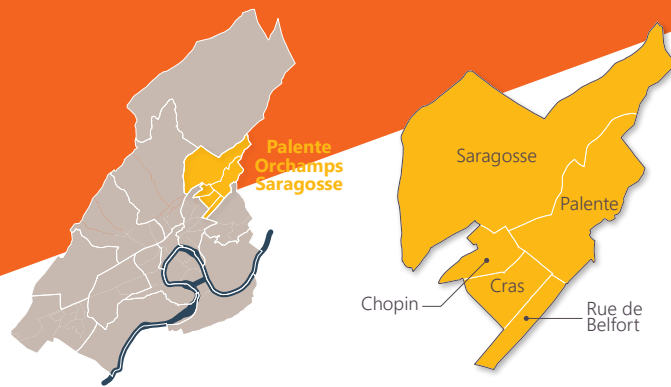 Palente
Orchamps
Saragosse
Saragosse
Palente
Chopin
Cras
Rue de
Belfort